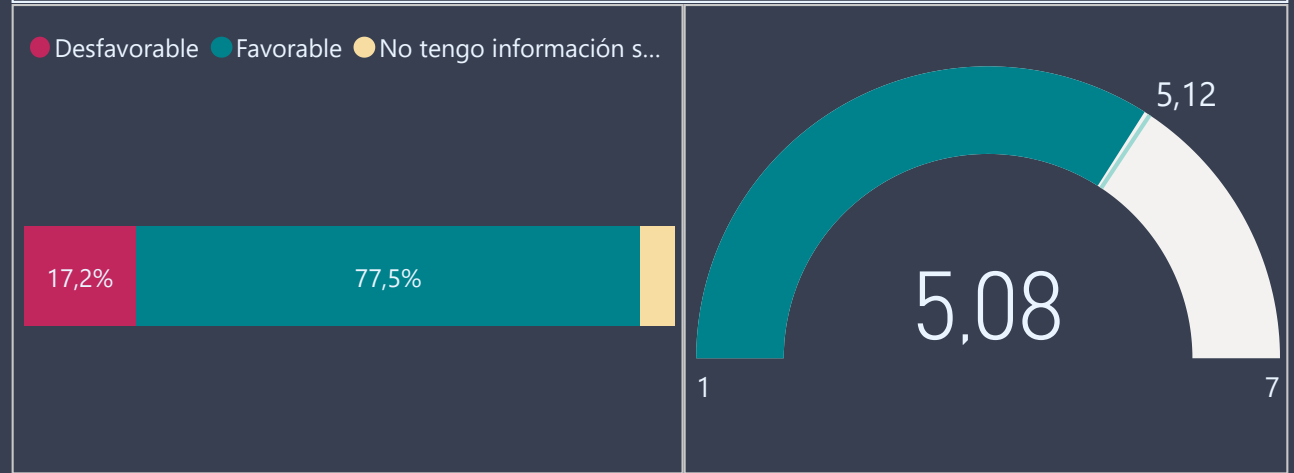 Desfavorable Favorable No tengo información s...
17,2% 77,5%
5,12
5,08
1 7